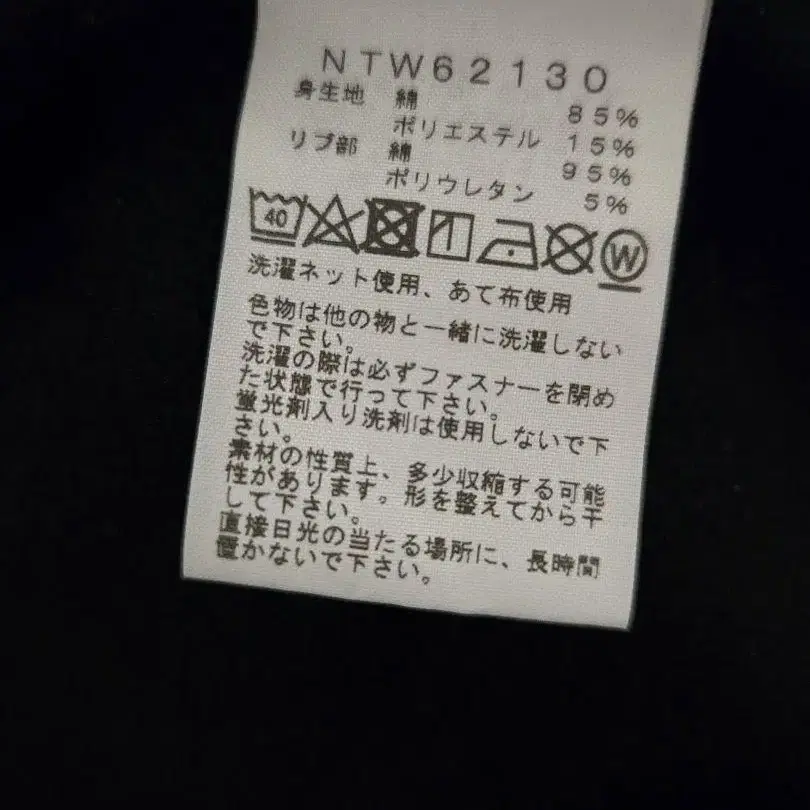 NTW62130
身生地 綿 85%
ポリエステル 15%
リブ部 綿 95%
ポリウレタン 5%
40 W
洗濯ネット使用、あて布使用
色物は他の物と一緒に洗濯しない
で下さい。
洗濯の際は必ずファスナーを閉め
た状態で行って下さい。
蛍光剤入り洗剤は使用しないで下
さい。
素材の性質上、多少収縮する可能
性があります。形を整えてから干
して下さい。
直接日光の当たる場所に、長時間
置かないで下さい。